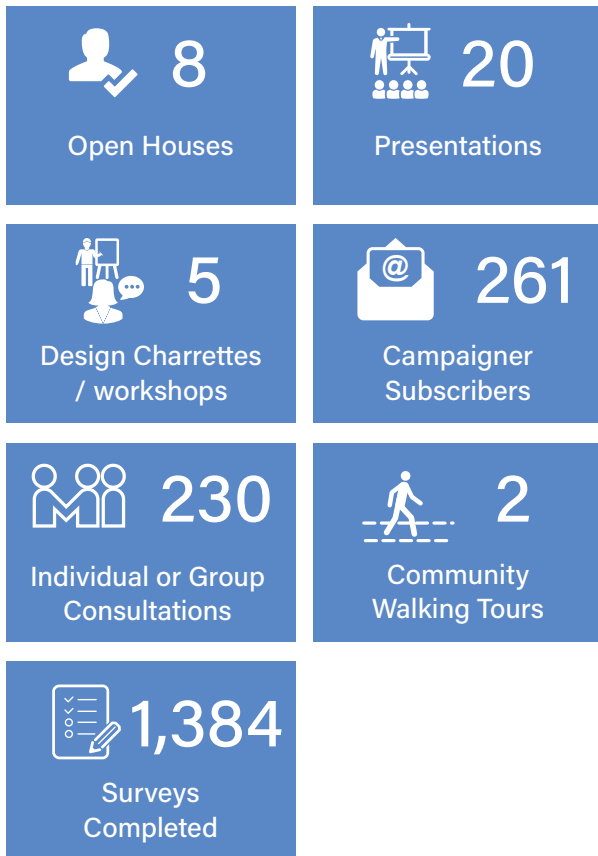 8
Open Houses
20
Presentations
5
Design Charrettes
/ workshops
@
261
Campaigner
Subscribers
230
Individual or Group
Consultations
2
Community
Walking Tours
1,384
Surveys
Completed